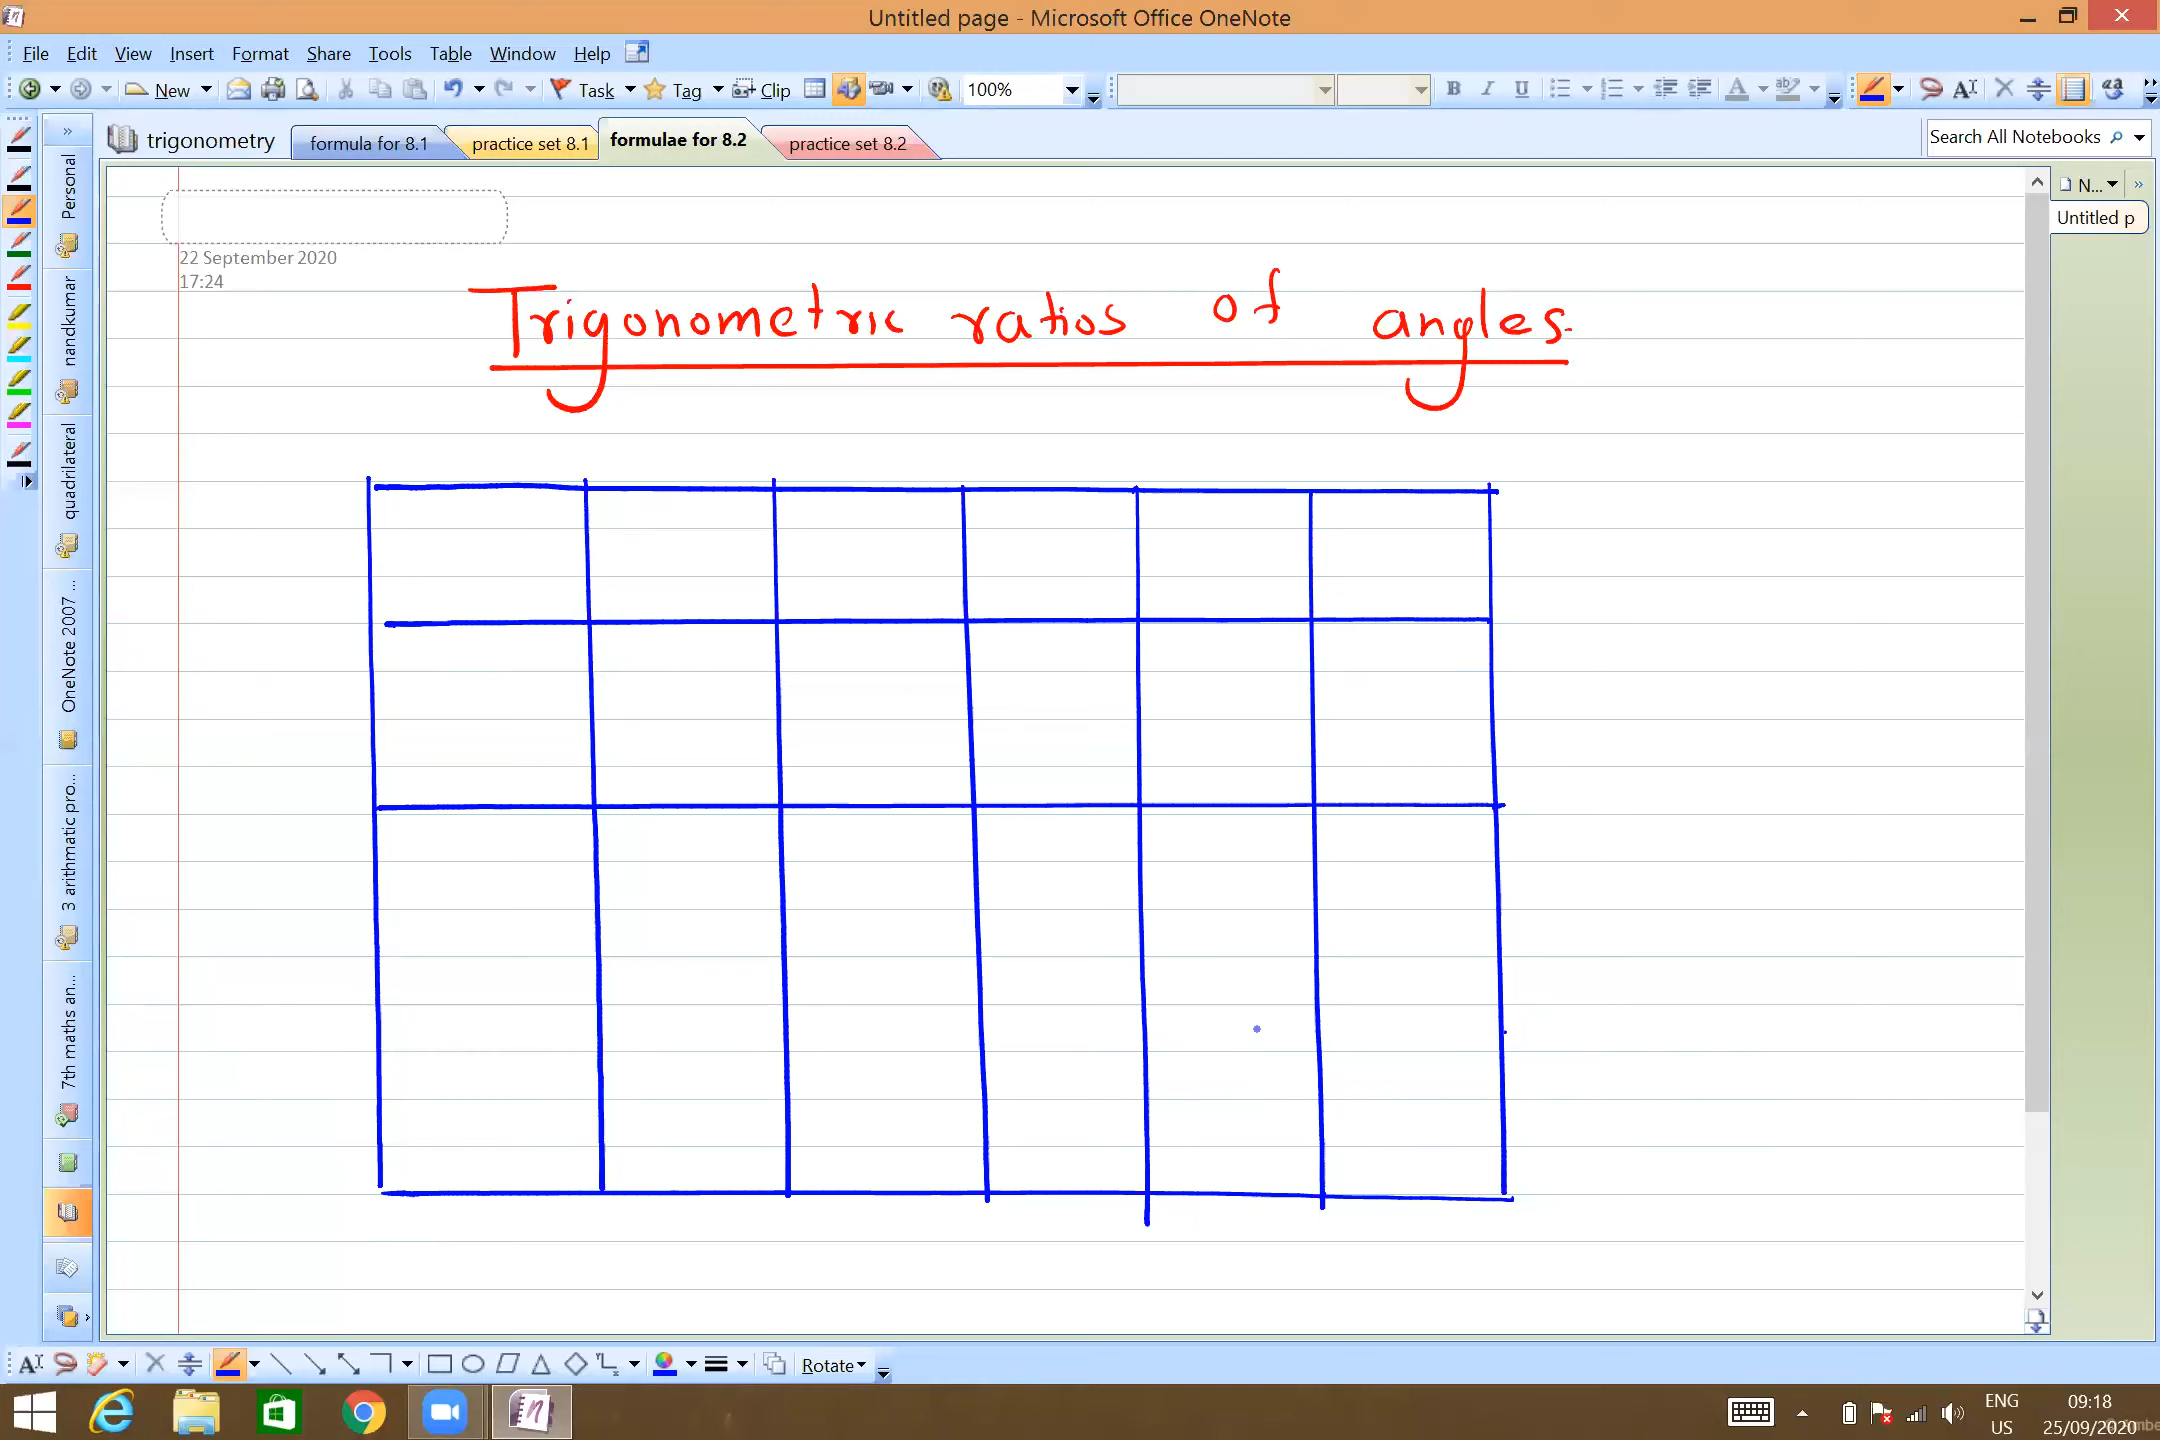 Untitled page - Microsoft Office OneNote
File Edit View Insert Format Share Tools Table Window Help
New Task Tag Clip 100% B I U
trigonometry formula for 8.1 practice set 8.1 formulae for 8.2 practice set 8.2 Search All Notebooks
N...
Untitled p
Personal
nandkumar
quadrilateral
OneNote 2007 ...
3 arithmatic pro...
7th maths an...
22 September 2020
17:24
Trigonometric ratios of angles.
Rotate
ENG 09:18
US 25/09/2020